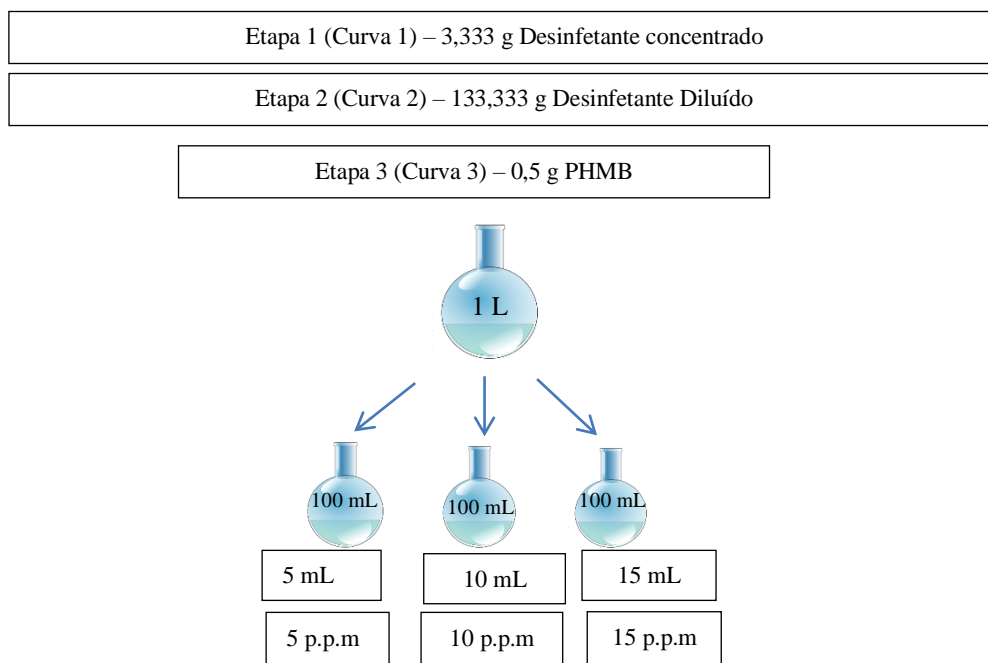 Etapa 1 (Curva 1) – 3,333 g Desinfetante concentrado
Etapa 2 (Curva 2) – 133,333 g Desinfetante Diluído
Etapa 3 (Curva 3) – 0,5 g PHMB
1 L
100 mL
100 mL
100 mL
5 mL
10 mL
15 mL
5 p.p.m
10 p.p.m
15 p.p.m